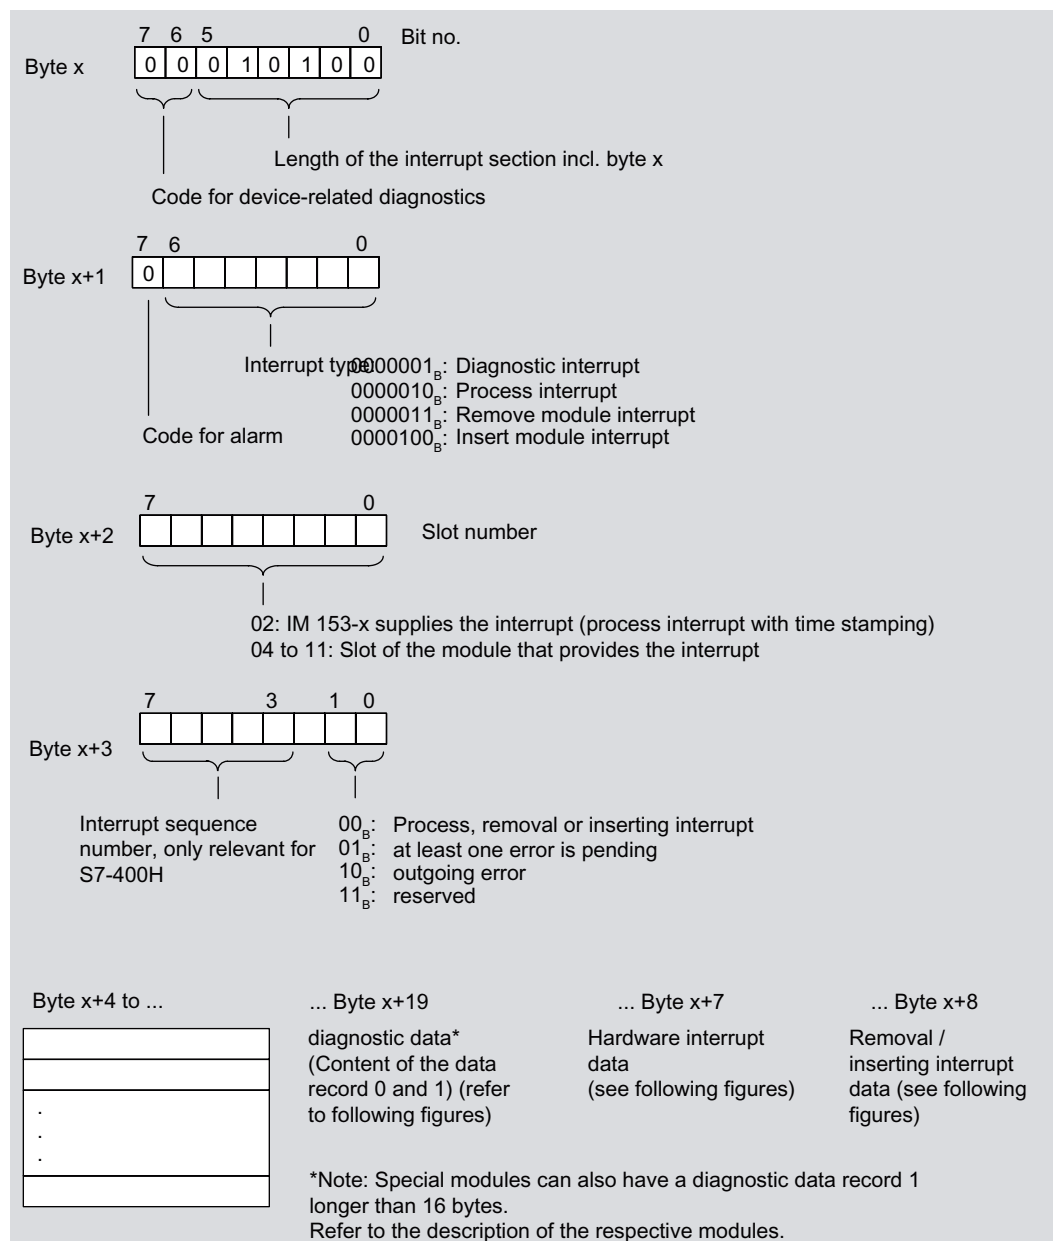 7 6 5 0 Bit no.
Byte x 0 0 0 1 0 1 0 0
Length of the interrupt section incl. byte x
Code for device-related diagnostics
7 6 0
Byte x+1 0
Interrupt type: 0000001B: Diagnostic interrupt
0000010B: Process interrupt
0000011B: Remove module interrupt
Code for alarm 0000100B: Insert module interrupt
7 0
Byte x+2 Slot number
02: IM 153-x supplies the interrupt (process interrupt with time stamping)
04 to 11: Slot of the module that provides the interrupt
7 3 1 0
Byte x+3
Interrupt sequence
number, only relevant for
S7-400H
00B: Process, removal or inserting interrupt
01B: at least one error is pending
10B: outgoing error
11B: reserved
Byte x+4 to ... ... Byte x+19 ... Byte x+7 ... Byte x+8
diagnostic data*
(Content of the data
record 0 and 1) (refer
to following figures)
Hardware interrupt
data
(see following figures)
Removal /
inserting interrupt
data (see following
figures)
.
.
.
*Note: Special modules can also have a diagnostic data record 1
longer than 16 bytes.
Refer to the description of the respective modules.